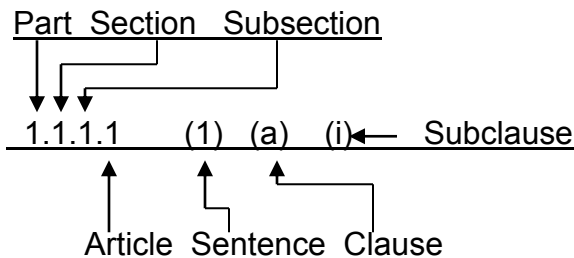 Part Section Subsection
1.1.1.1 (1) (a) (i) Subclause
Article Sentence Clause